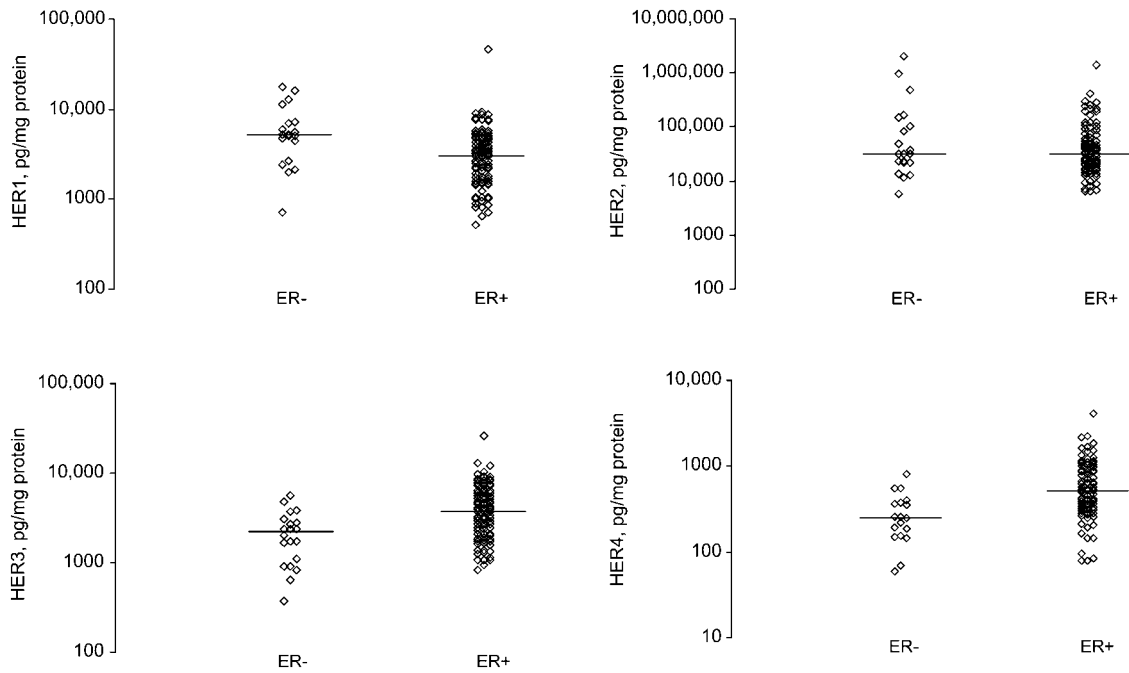 HER1, pg/mg protein
100,000
10,000
1000
100
ER-
ER+
HER2, pg/mg protein
10,000,000
1,000,000
100,000
10,000
1000
100
ER-
ER+
HER3, pg/mg protein
100,000
10,000
1000
100
ER-
ER+
HER4, pg/mg protein
10,000
1000
100
10
ER-
ER+